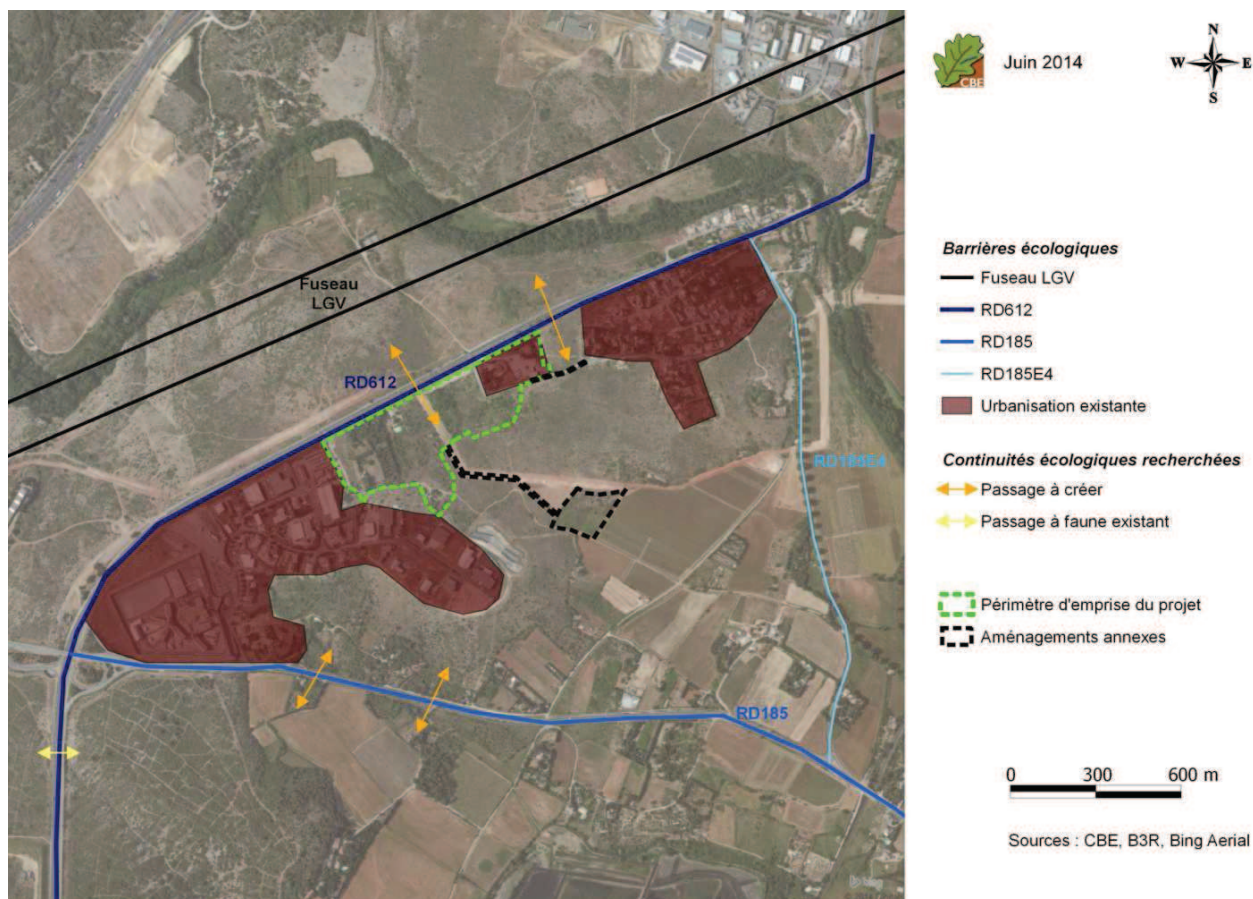 CBE
Juin 2014
N
W E
S
Fuseau
LGV
RD612
RD185E4
RD185
bing
Barrières écologiques
Fuseau LGV
RD612
RD185
RD185E4
Urbanisation existante
Continuités écologiques recherchées
Passage à créer
Passage à faune existant
Périmètre d'emprise du projet
Aménagements annexes
0 300 600 m
Sources : CBE, B3R, Bing Aerial